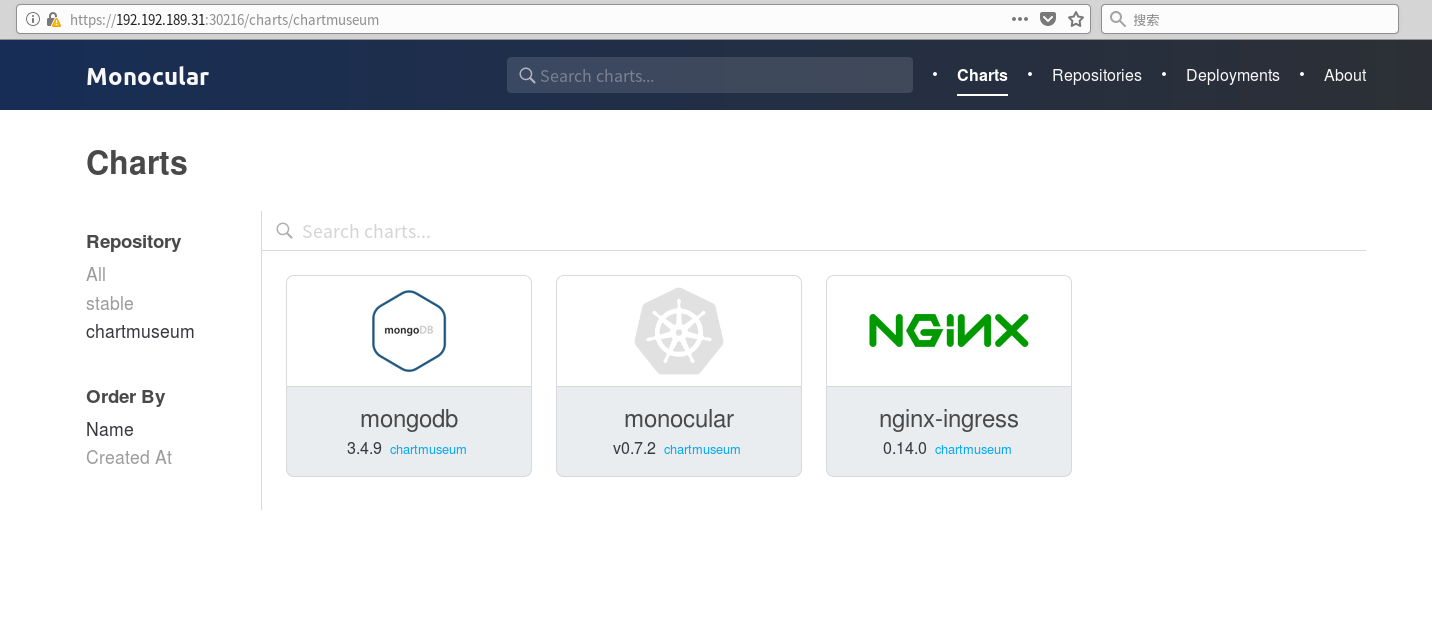 https://192.192.189.31:30216/charts/chartmuseum
搜索
Monocular
Search charts...
Charts
Repositories
Deployments
About
Charts
Repository
All
stable
chartmuseum
Order By
Name
Created At
Search charts...
mongoDB
mongodb
3.4.9 chartmuseum
monocular
v0.7.2 chartmuseum
NGINX
nginx-ingress
0.14.0 chartmuseum